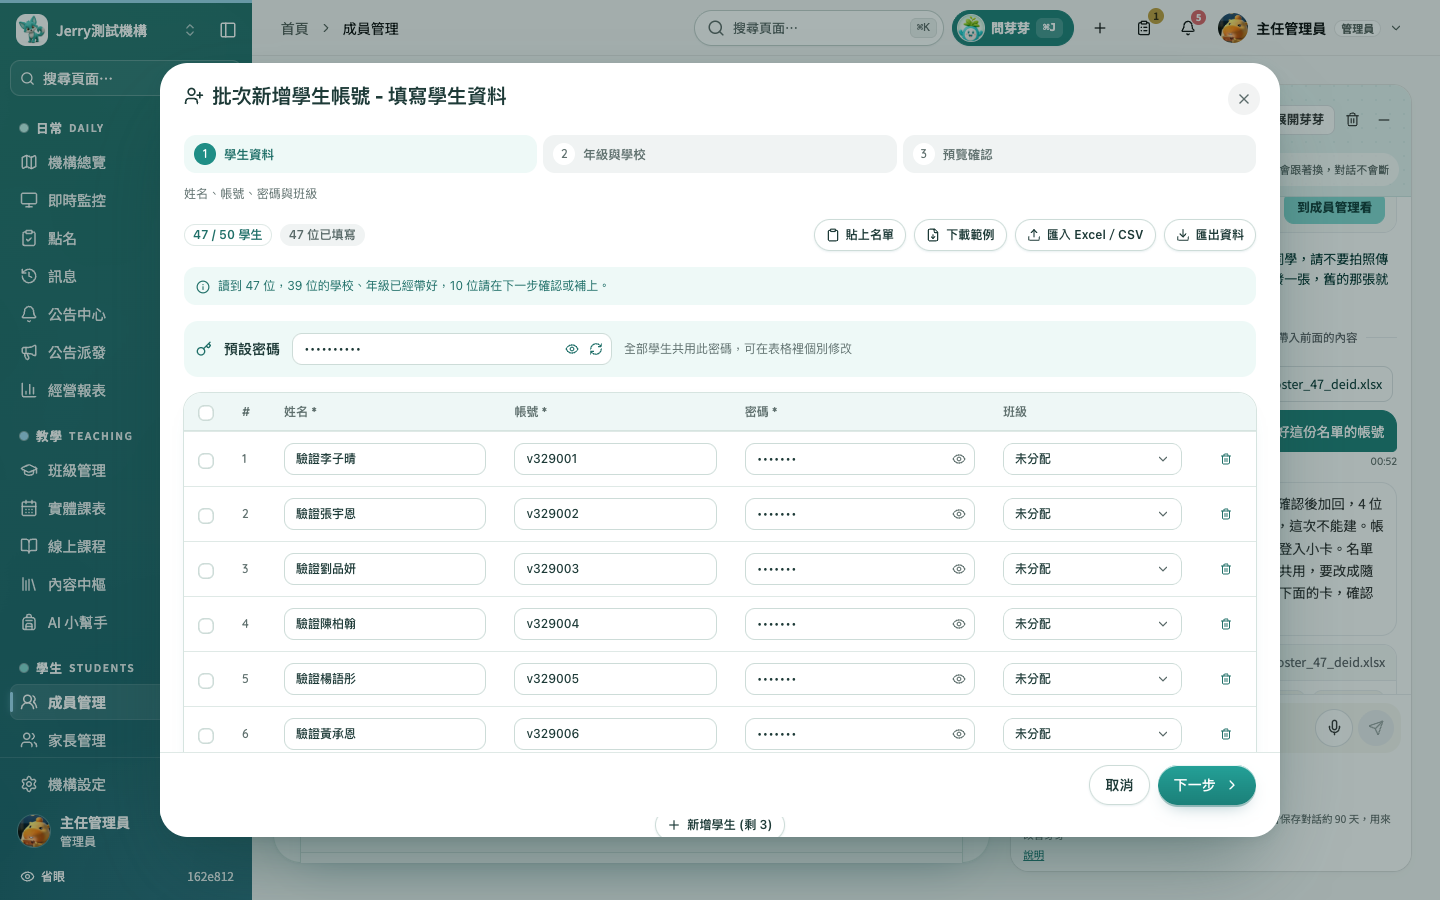 Jerry測試機構
搜尋頁面…
日常 DAILY
機構總覽
即時監控
點名
訊息
公告中心
公告派發
經營報表
教學 TEACHING
班級管理
實體課表
線上課程
內容中樞
AI 小幫手
學生 STUDENTS
成員管理
家長管理
機構設定
主任管理員
管理員
省眼 162e812
首頁 > 成員管理
搜尋頁面… ⌘K
問芽芽 ⌘J
1
5
主任管理員 管理員
批次新增學生帳號 - 填寫學生資料
1 學生資料
2 年級與學校
3 預覽確認
姓名、帳號、密碼與班級
47 / 50 學生 47 位已填寫
貼上名單 下載範例 匯入 Excel / CSV 匯出資料
讀到 47 位，39 位的學校、年級已經帶好，10 位請在下一步確認或補上。
預設密碼 •••••••••• 全部學生共用此密碼，可在表格裡個別修改
# 姓名 * 帳號 * 密碼 * 班級
1 驗證李子晴 v329001 ••••••• 未分配
2 驗證張宇恩 v329002 ••••••• 未分配
3 驗證劉品妍 v329003 ••••••• 未分配
4 驗證陳柏翰 v329004 ••••••• 未分配
5 驗證楊語彤 v329005 ••••••• 未分配
6 驗證黃承恩 v329006 ••••••• 未分配
取消 下一步
新增學生 (剩 3)
展開芽芽
會跟著換，對話不會斷
到成員管理看
同學，請不要拍照傳
發一張，舊的那張就
帶入前面的內容
oster_47_deid.xlsx
好這份名單的帳號
00:52
確認後加回，4 位
，這次不能建。帳
登入小卡。名單
共用，要改成隨
下面的卡，確認
oster_47_deid.xlsx
保存對話約 90 天，用來
說明